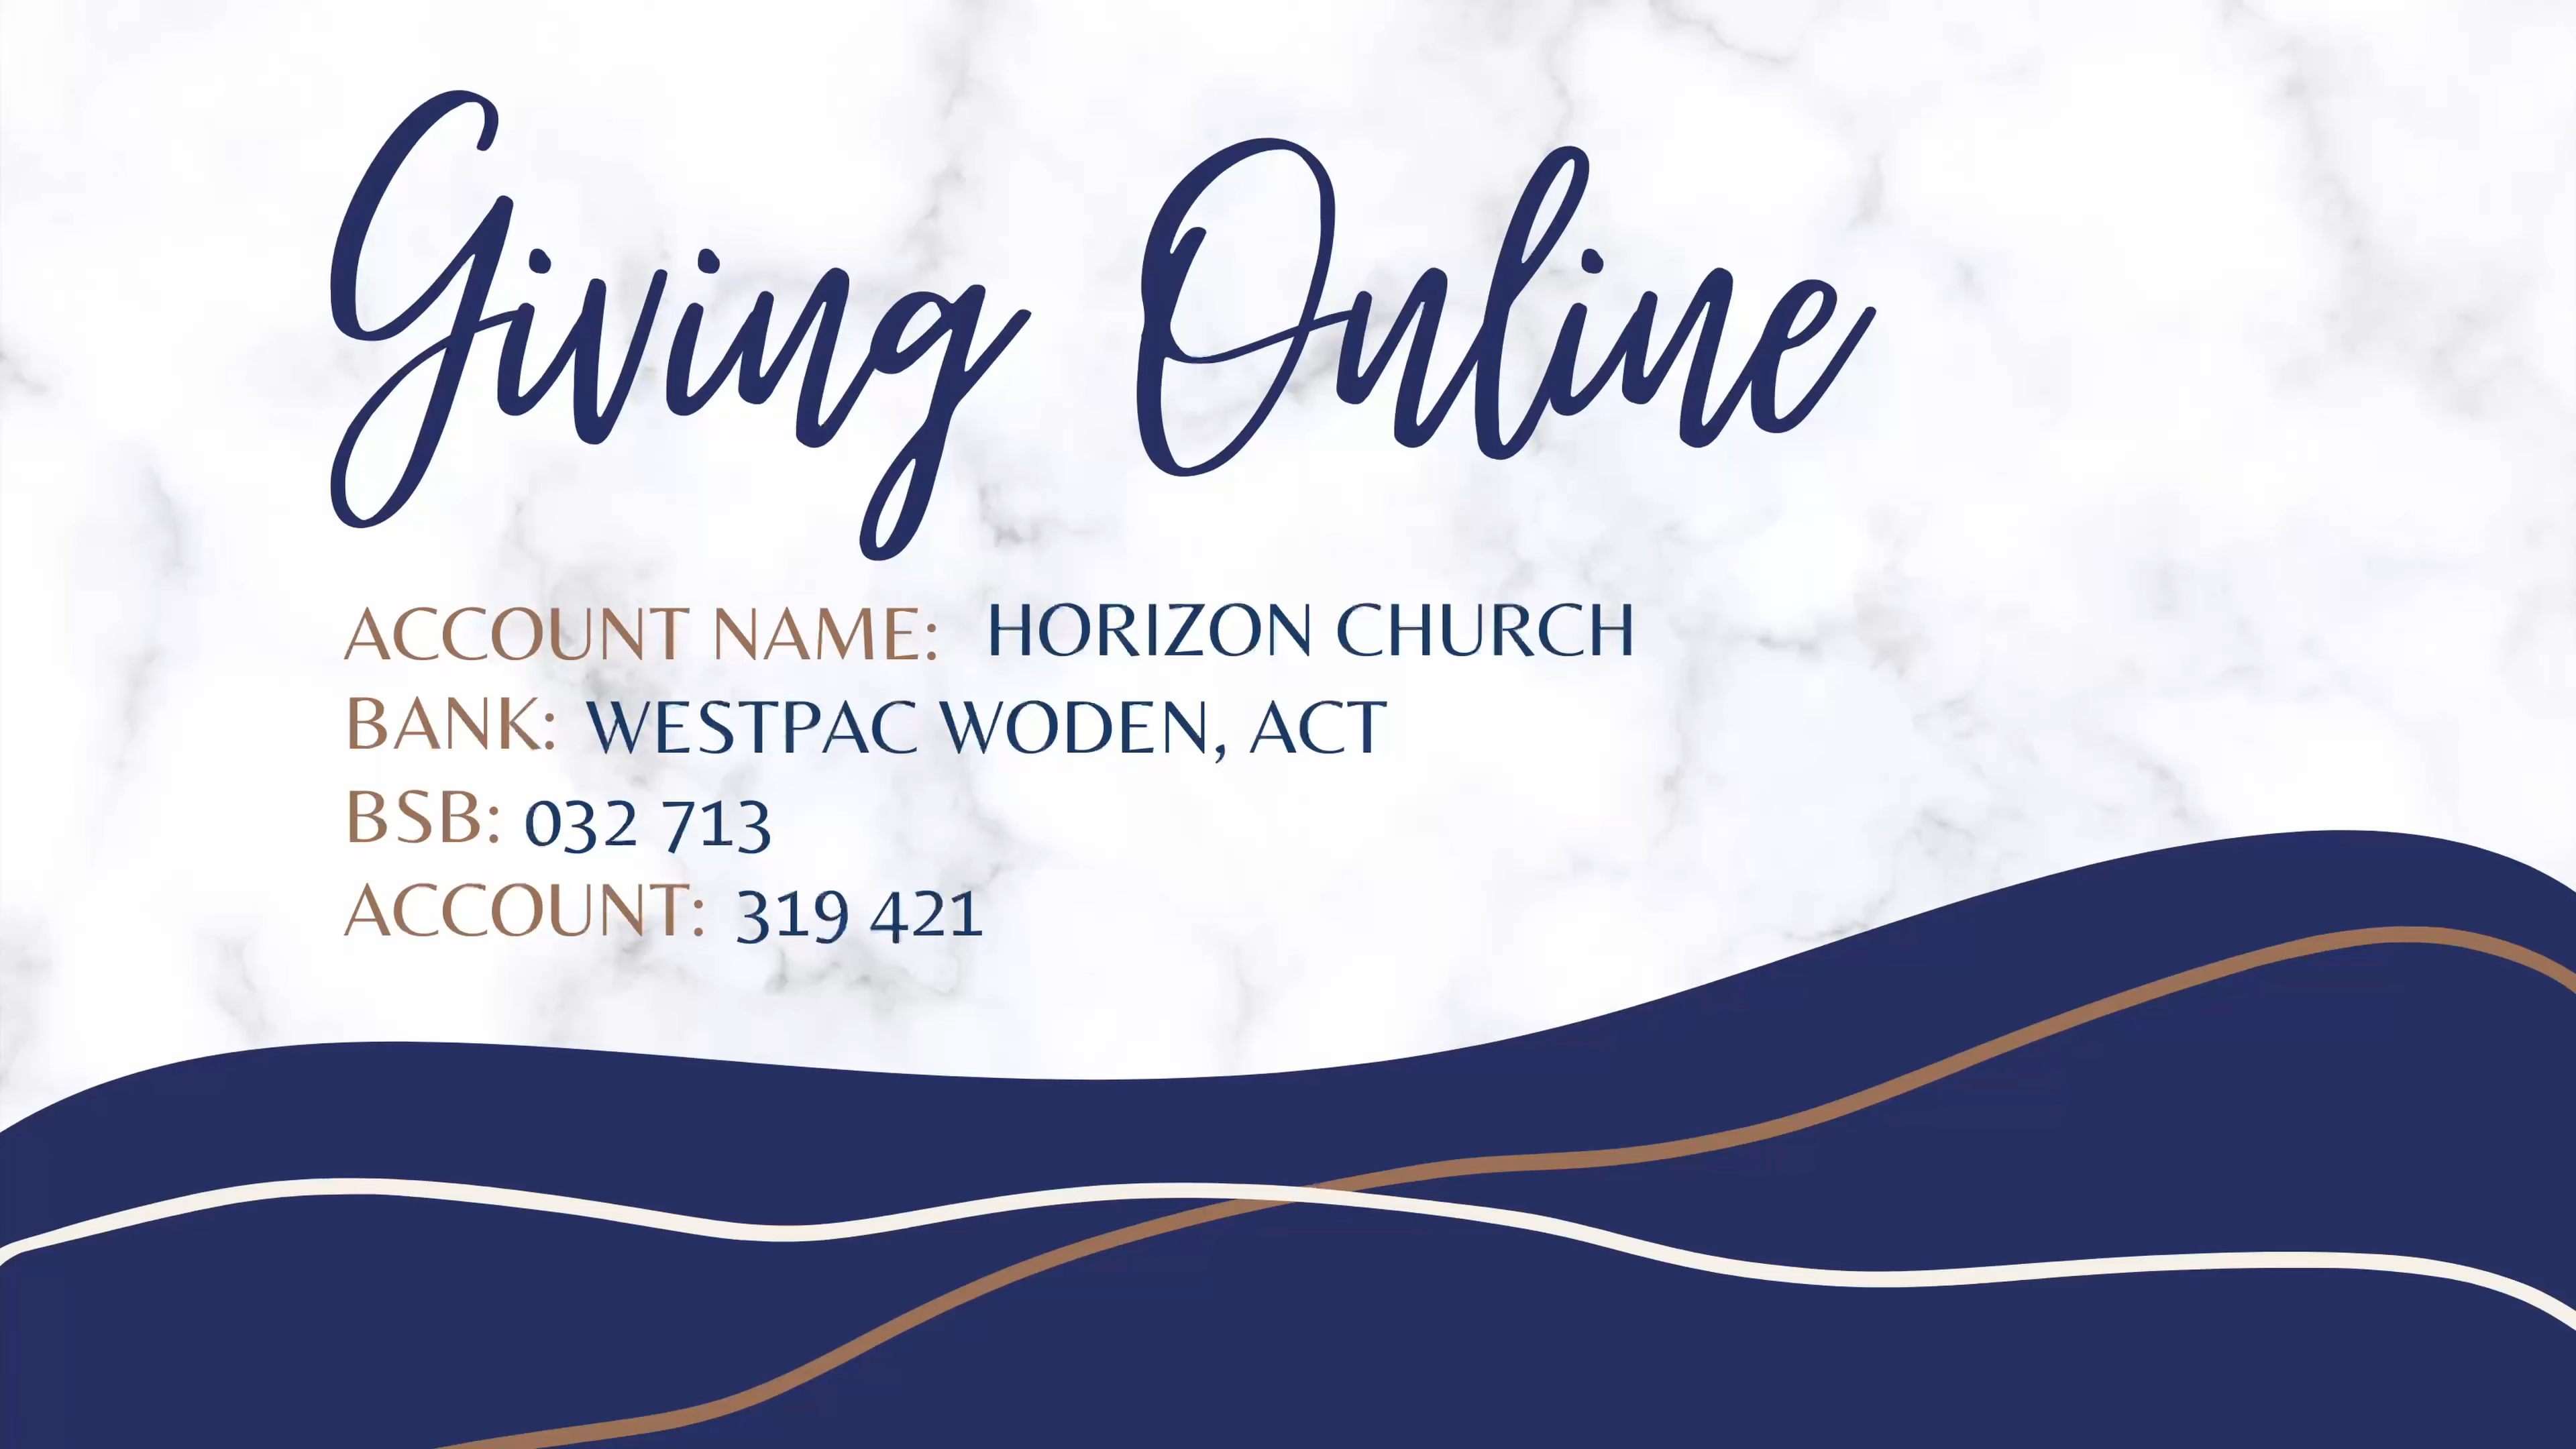 Giving Online
ACCOUNT NAME: HORIZON CHURCH
BANK: WESTPAC WODEN, ACT
BSB: 032 713
ACCOUNT: 319 421